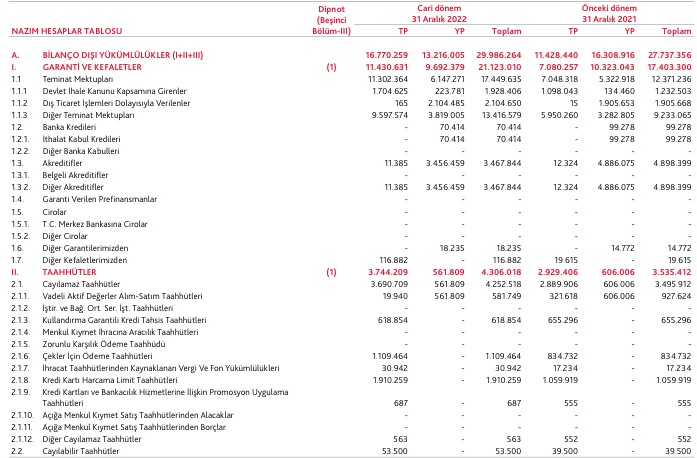 Dipnot Cari dönem Önceki dönem
(Beşinci 31 Aralık 2022 31 Aralık 2021
NAZIM HESAPLAR TABLOSU Bölüm-III) TP YP Toplam TP YP Toplam
A. BİLANÇO DIŞI YÜKÜMLÜLÜKLER (I+II+III) 16.770.259 13.216.005 29.986.264 11.428.440 16.308.916 27.737.356
I. GARANTİ VE KEFALETLER (1) 11.430.631 9.692.379 21.123.010 7.080.257 10.323.043 17.403.300
1.1 Teminat Mektupları 11.302.364 6.147.271 17.449.635 7.048.318 5.322.918 12.371.236
1.1.1 Devlet İhale Kanunu Kapsamına Girenler 1.704.625 223.781 1.928.406 1.098.043 134.460 1.232.503
1.1.2 Dış Ticaret İşlemleri Dolayısıyla Verilenler 165 2.104.485 2.104.650 15 1.905.653 1.905.668
1.1.3 Diğer Teminat Mektupları 9.597.574 3.819.005 13.416.579 5.950.260 3.282.805 9.233.065
1.2. Banka Kredileri - 70.414 70.414 - 99.278 99.278
1.2.1. İthalat Kabul Kredileri - 70.414 70.414 - 99.278 99.278
1.2.2. Diğer Banka Kabulleri - - - - - -
1.3. Akreditifler 11.385 3.456.459 3.467.844 12.324 4.886.075 4.898.399
1.3.1. Belgeli Akreditifler - - - - - -
1.3.2. Diğer Akreditifler 11.385 3.456.459 3.467.844 12.324 4.886.075 4.898.399
1.4. Garanti Verilen Prefinansmanlar - - - - - -
1.5. Cirolar - - - - - -
1.5.1. T.C. Merkez Bankasına Cirolar - - - - - -
1.5.2. Diğer Cirolar - - - - - -
1.6. Diğer Garantilerimizden - 18.235 18.235 - 14.772 14.772
1.7. Diğer Kefaletlerimizden 116.882 - 116.882 19.615 - 19.615
II. TAAHHÜTLER (1) 3.744.209 561.809 4.306.018 2.929.406 606.006 3.535.412
2.1. Cayılamaz Taahhütler 3.690.709 561.809 4.252.518 2.889.906 606.006 3.495.912
2.1.1. Vadeli Aktif Değerler Alım-Satım Taahhütleri 19.940 561.809 581.749 321.618 606.006 927.624
2.1.2. İştir. ve Bağ. Ort. Ser. İşt. Taahhütleri - - - - - -
2.1.3. Kullandırma Garantili Kredi Tahsis Taahhütleri 618.854 - 618.854 655.296 - 655.296
2.1.4. Menkul Kıymet İhracına Aracılık Taahhütleri - - - - - -
2.1.5. Zorunlu Karşılık Ödeme Taahhüdü - - - - - -
2.1.6. Çekler İçin Ödeme Taahhütleri 1.109.464 - 1.109.464 834.732 - 834.732
2.1.7. İhracat Taahhütlerinden Kaynaklanan Vergi Ve Fon Yükümlülükleri 30.942 - 30.942 17.234 - 17.234
2.1.8. Kredi Kartı Harcama Limit Taahhütleri 1.910.259 - 1.910.259 1.059.919 - 1.059.919
2.1.9. Kredi Kartları ve Bankacılık Hizmetlerine İlişkin Promosyon Uygulama
Taahhütleri 687 - 687 555 - 555
2.1.10. Açığa Menkul Kıymet Satış Taahhütlerinden Alacaklar - - - - - -
2.1.11. Açığa Menkul Kıymet Satış Taahhütlerinden Borçlar - - - - - -
2.1.12. Diğer Cayılamaz Taahhütler 563 - 563 552 - 552
2.2. Cayılabilir Taahhütler 53.500 - 53.500 39.500 - 39.500